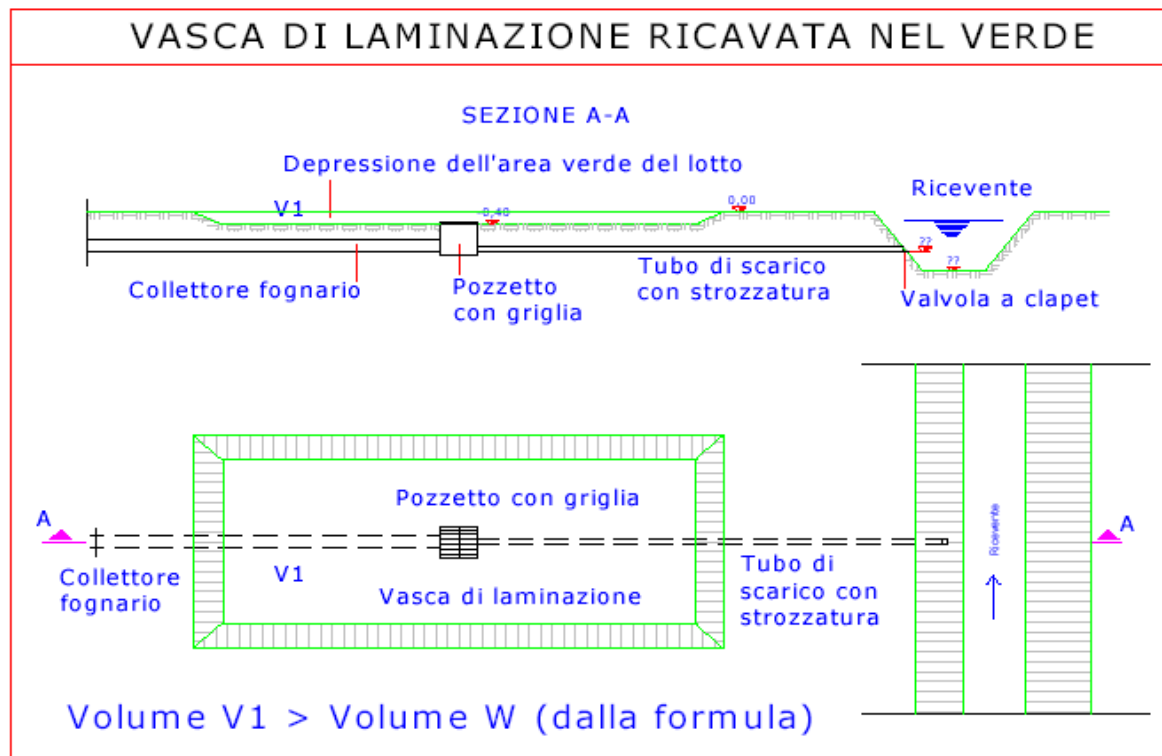 VASCA DI LAMINAZIONE RICAVATA NEL VERDE
SEZIONE A-A
Depressione dell'area verde del lotto
V1
0,40
0,00
Ricevente
??
??
Collettore fognario
Pozzetto
con griglia
Tubo di scarico
con strozzatura
Valvola a clapet
Pozzetto con griglia
A
A
Ricevente
Collettore
fognario
V1
Vasca di laminazione
Tubo di
scarico con
strozzatura
Volume V1 > Volume W (dalla formula)